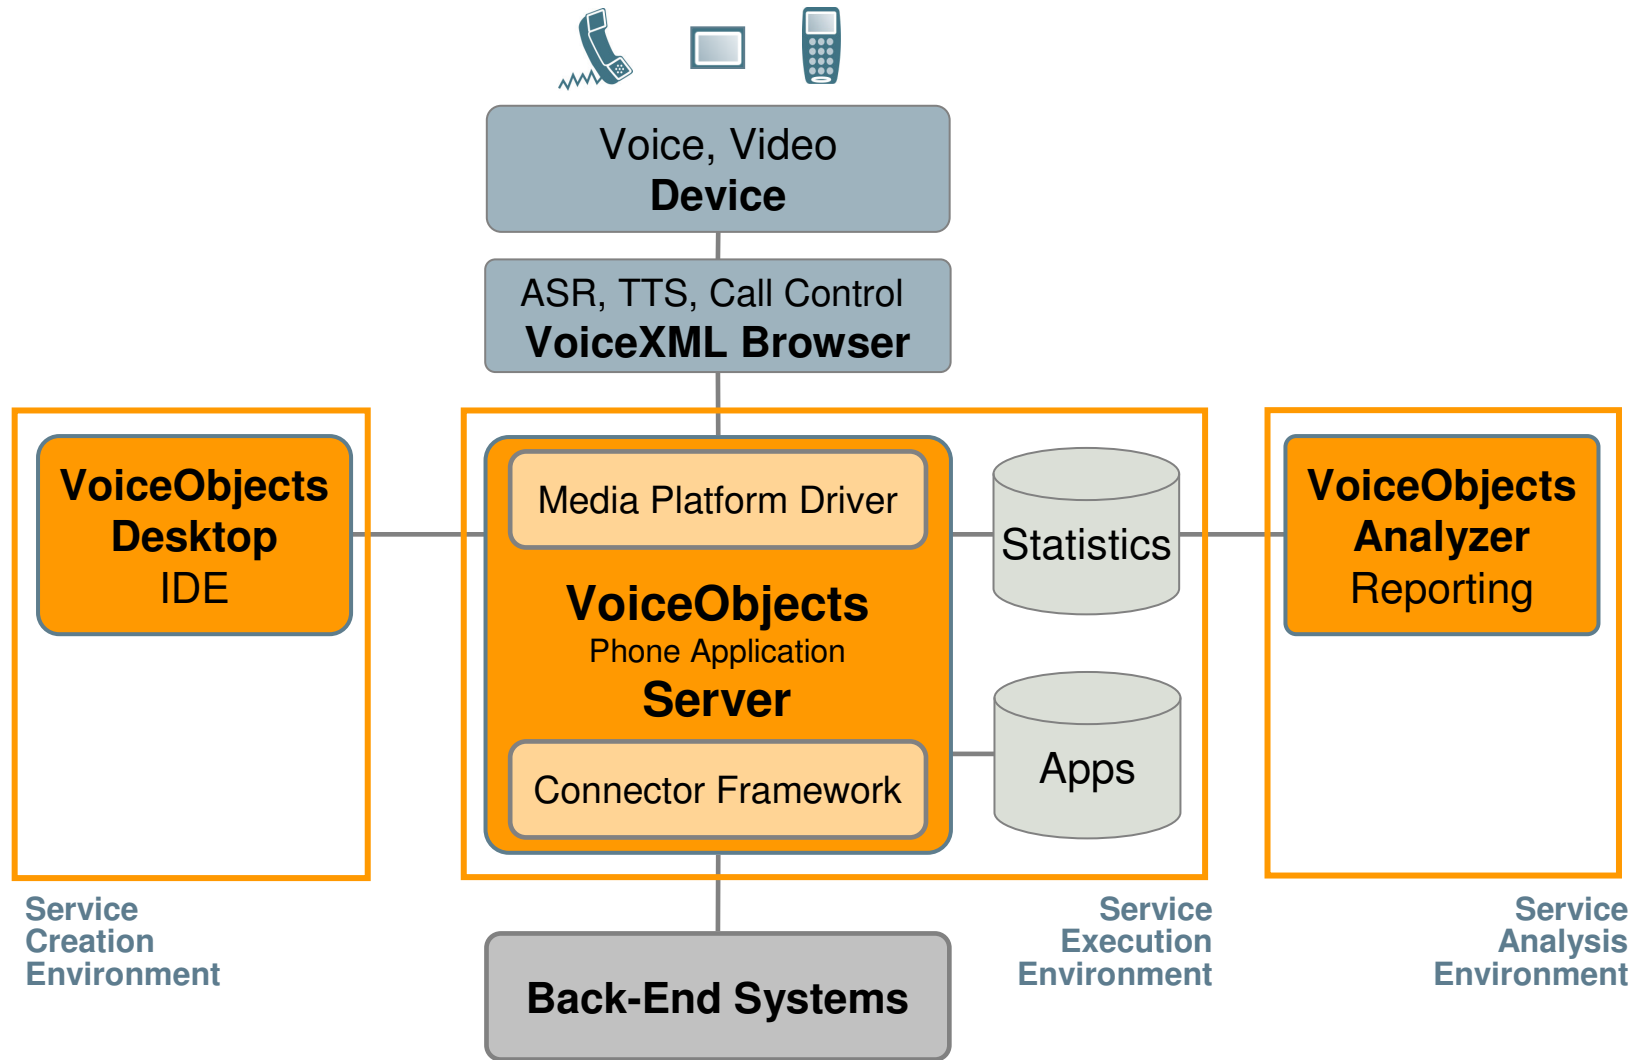 Voice, Video
Device
ASR, TTS, Call Control
VoiceXML Browser
VoiceObjects
Desktop
IDE
Media Platform Driver
VoiceObjects
Phone Application
Server
Connector Framework
Statistics
Apps
VoiceObjects
Analyzer
Reporting
Service
Creation
Environment
Service
Execution
Environment
Service
Analysis
Environment
Back-End Systems